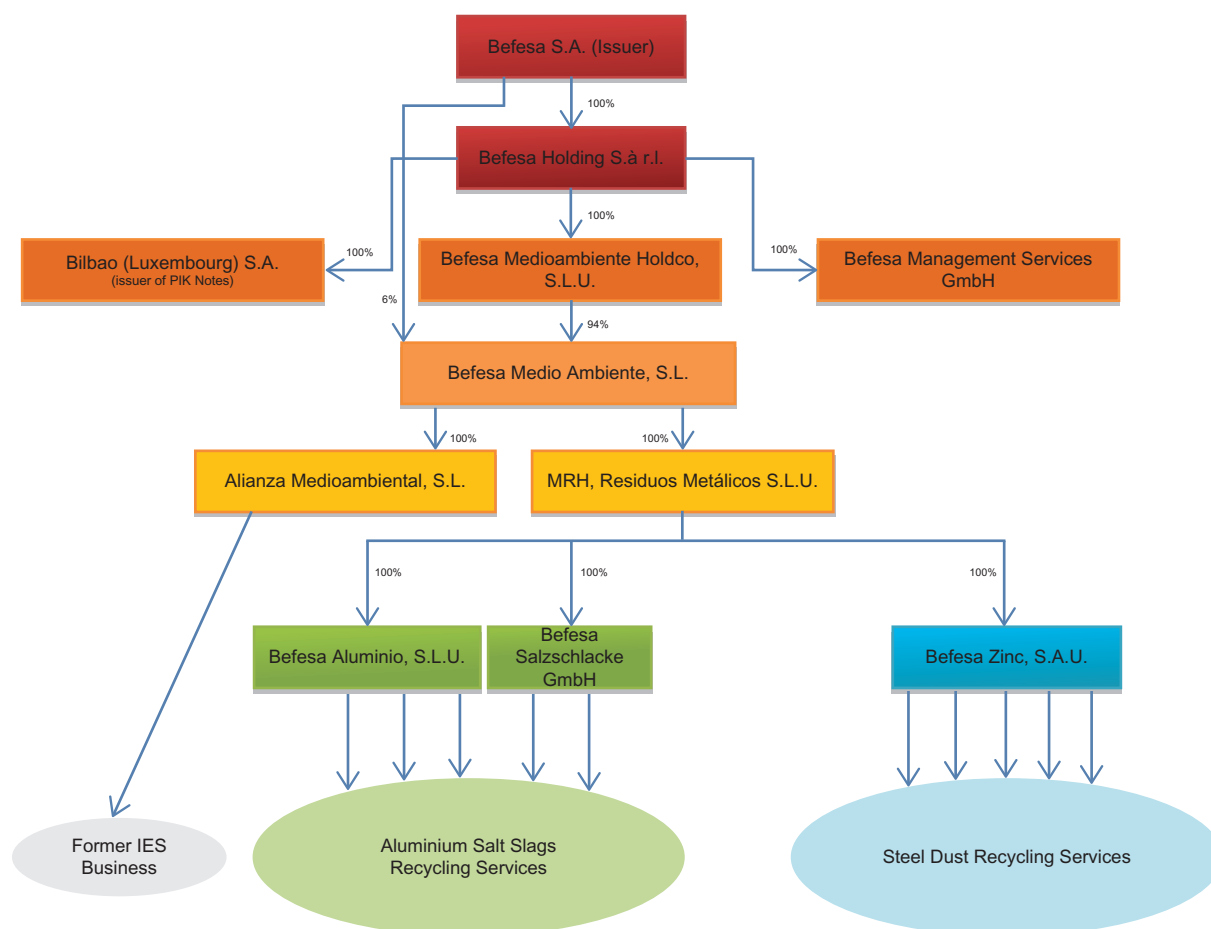 Befesa S.A. (Issuer)
100%
Befesa Holding S.à r.l.
100%
100%
100%
Bilbao (Luxembourg) S.A.
(issuer of PIK Notes)
Befesa Medioambiente Holdco,
S.L.U.
Befesa Management Services
GmbH
6%
94%
Befesa Medio Ambiente, S.L.
100%
100%
Alianza Medioambiental, S.L.
MRH, Residuos Metálicos S.L.U.
100%
100%
100%
Befesa Aluminio, S.L.U.
Befesa
Salzschlacke
GmbH
Befesa Zinc, S.A.U.
Former IES
Business
Aluminium Salt Slags
Recycling Services
Steel Dust Recycling Services